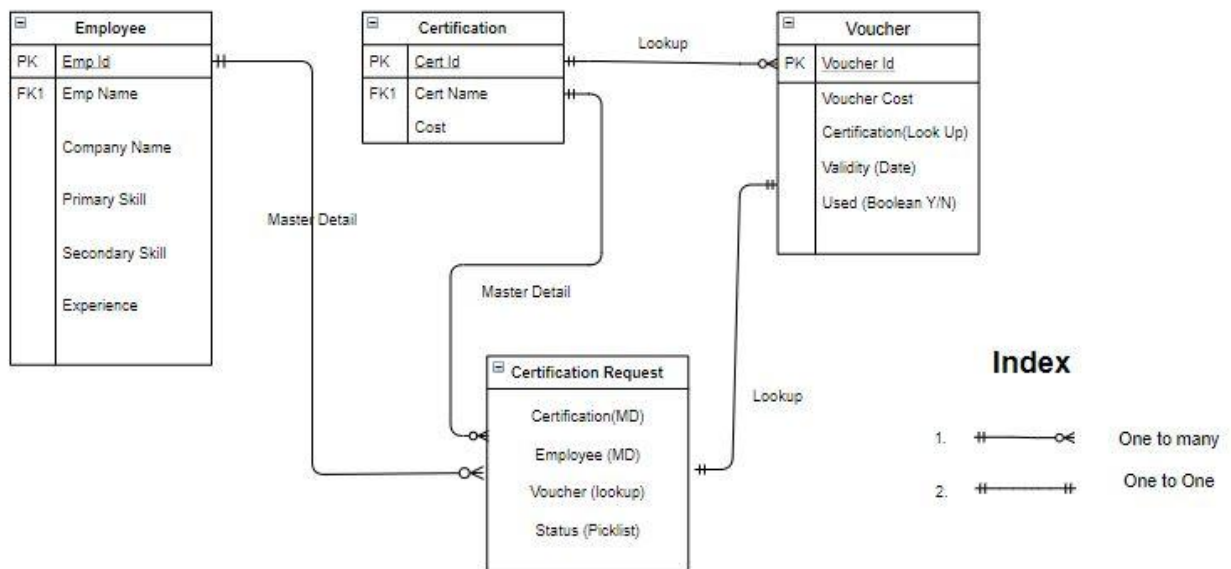 Employee
PK Emp Id
FK1 Emp Name
Company Name
Primary Skill
Secondary Skill
Experience
Certification
PK Cert Id
FK1 Cert Name
Cost
Lookup
Voucher
PK Voucher Id
Voucher Cost
Certification(Look Up)
Validity (Date)
Used (Boolean Y/N)
Master Detail
Master Detail
Lookup
Certification Request
Certification(MD)
Employee (MD)
Voucher (lookup)
Status (Picklist)
Index
1. One to many
2. One to One